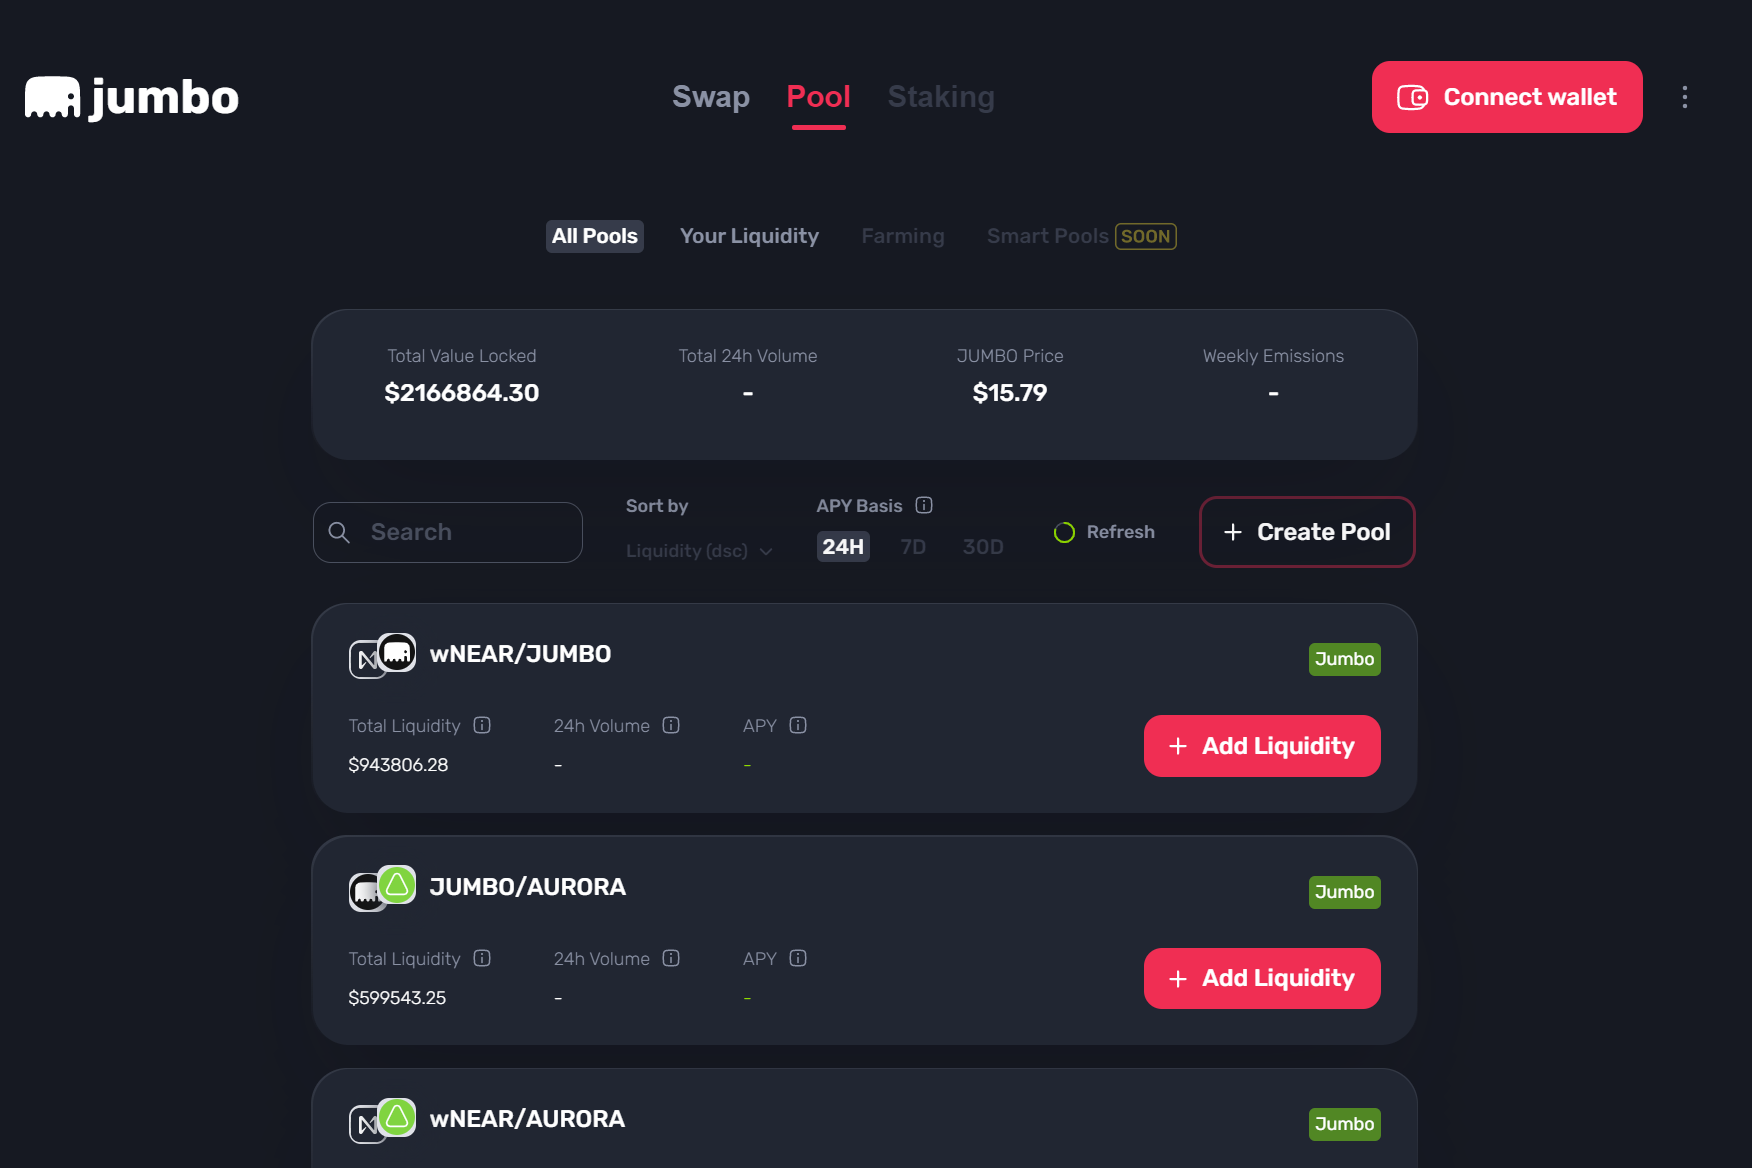 jumbo
Swap Pool Staking
Connect wallet
All Pools Your Liquidity Farming Smart Pools SOON
Total Value Locked Total 24h Volume JUMBO Price Weekly Emissions
$2166864.30 - $15.79 -
Search
Sort by
Liquidity (dsc)
APY Basis
24H 7D 30D
Refresh
+ Create Pool
wNEAR/JUMBO
Jumbo
Total Liquidity 24h Volume APY
$943806.28 - -
+ Add Liquidity
JUMBO/AURORA
Jumbo
Total Liquidity 24h Volume APY
$599543.25 - -
+ Add Liquidity
wNEAR/AURORA
Jumbo